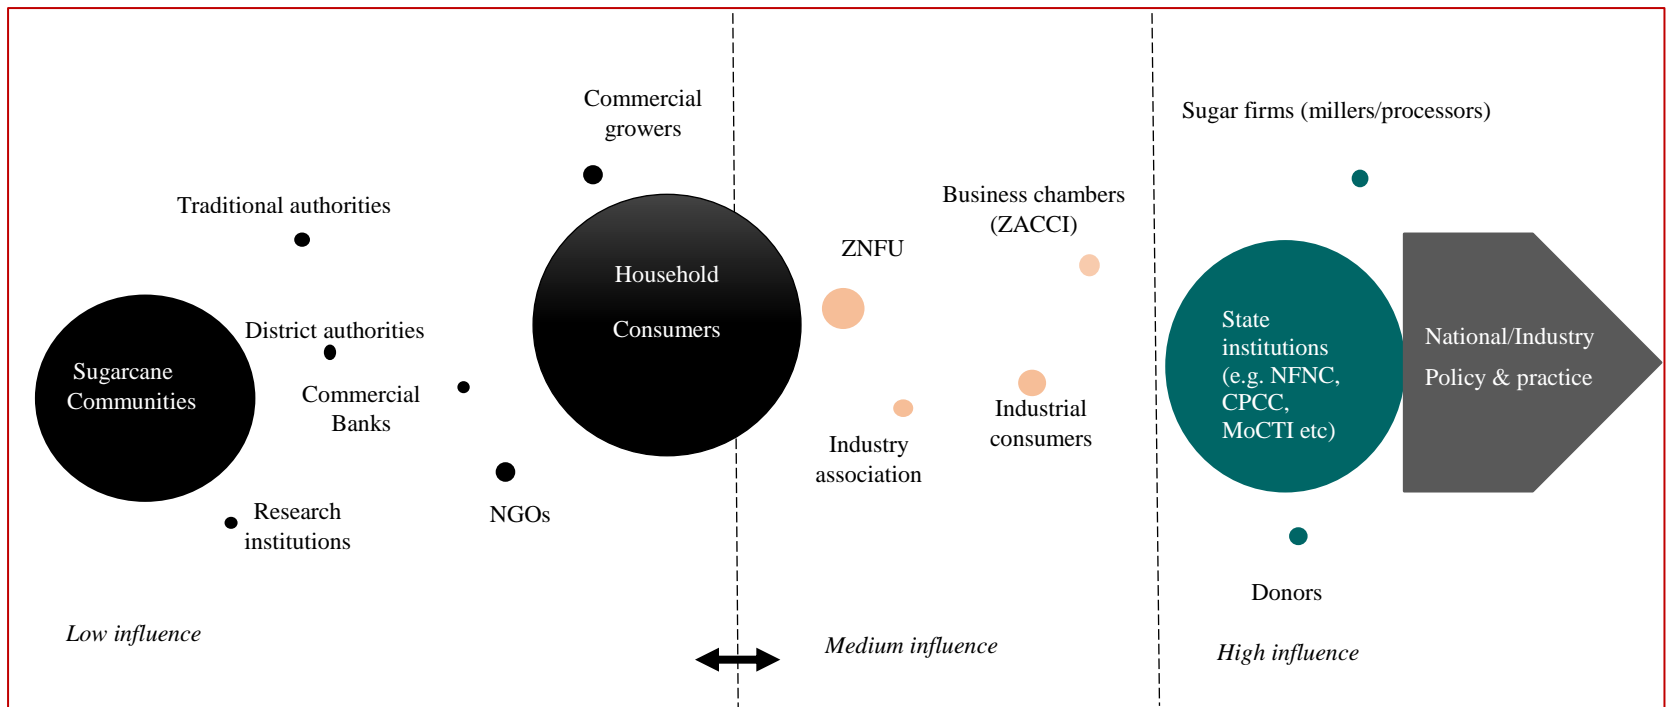 Commercial
growers
Traditional authorities
District authorities
Sugarcane
Communities
Commercial
Banks
Research
institutions
NGOs
Household
Consumers
Low influence
ZNFU
Business chambers
(ZACCI)
Industry
association
Industrial
consumers
Medium influence
Sugar firms (millers/processors)
State
institutions
(e.g. NFNC,
CPCC,
MoCTI etc)
National/Industry
Policy & practice
Donors
High influence